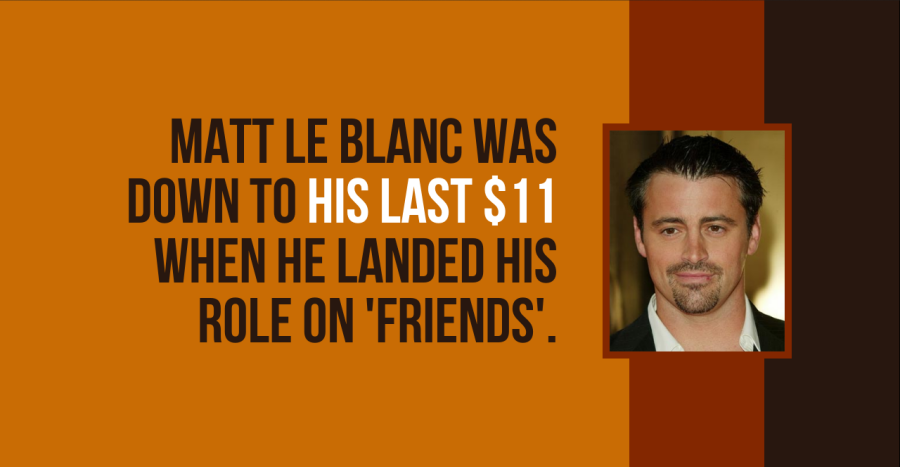 MATT LE BLANC WAS
DOWN TO HIS LAST $11
WHEN HE LANDED HIS
ROLE ON 'FRIENDS'.